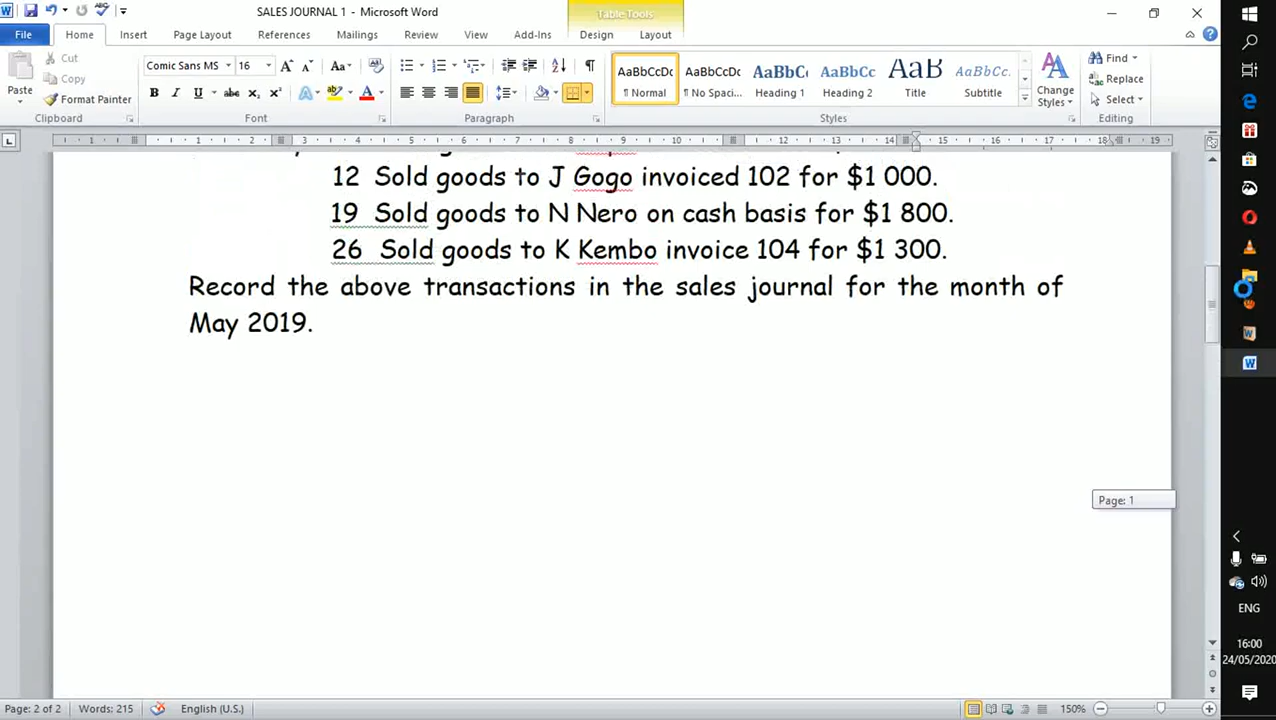 SALES JOURNAL 1 - Microsoft Word
Table Tools
File Home Insert Page Layout References Mailings Review View Add-Ins Design Layout
Cut
Copy
Format Painter
Paste
Clipboard
Comic Sans MS 16
Font
Paragraph
AaBbCcDc AaBbCcDc AaBbC AaBbCc AaB AaBbCcD.
¶ Normal ¶ No Spaci... Heading 1 Heading 2 Title Subtitle
Change Styles
Styles
Find
Replace
Select
Editing
12 Sold goods to J Gogo invoiced 102 for $1 000.
19 Sold goods to N Nero on cash basis for $1 800.
26 Sold goods to K Kembo invoice 104 for $1 300.
Record the above transactions in the sales journal for the month of
May 2019.
Page: 1
ENG
16:00
24/05/2020
Page: 2 of 2 Words: 215 English (U.S.) 150%